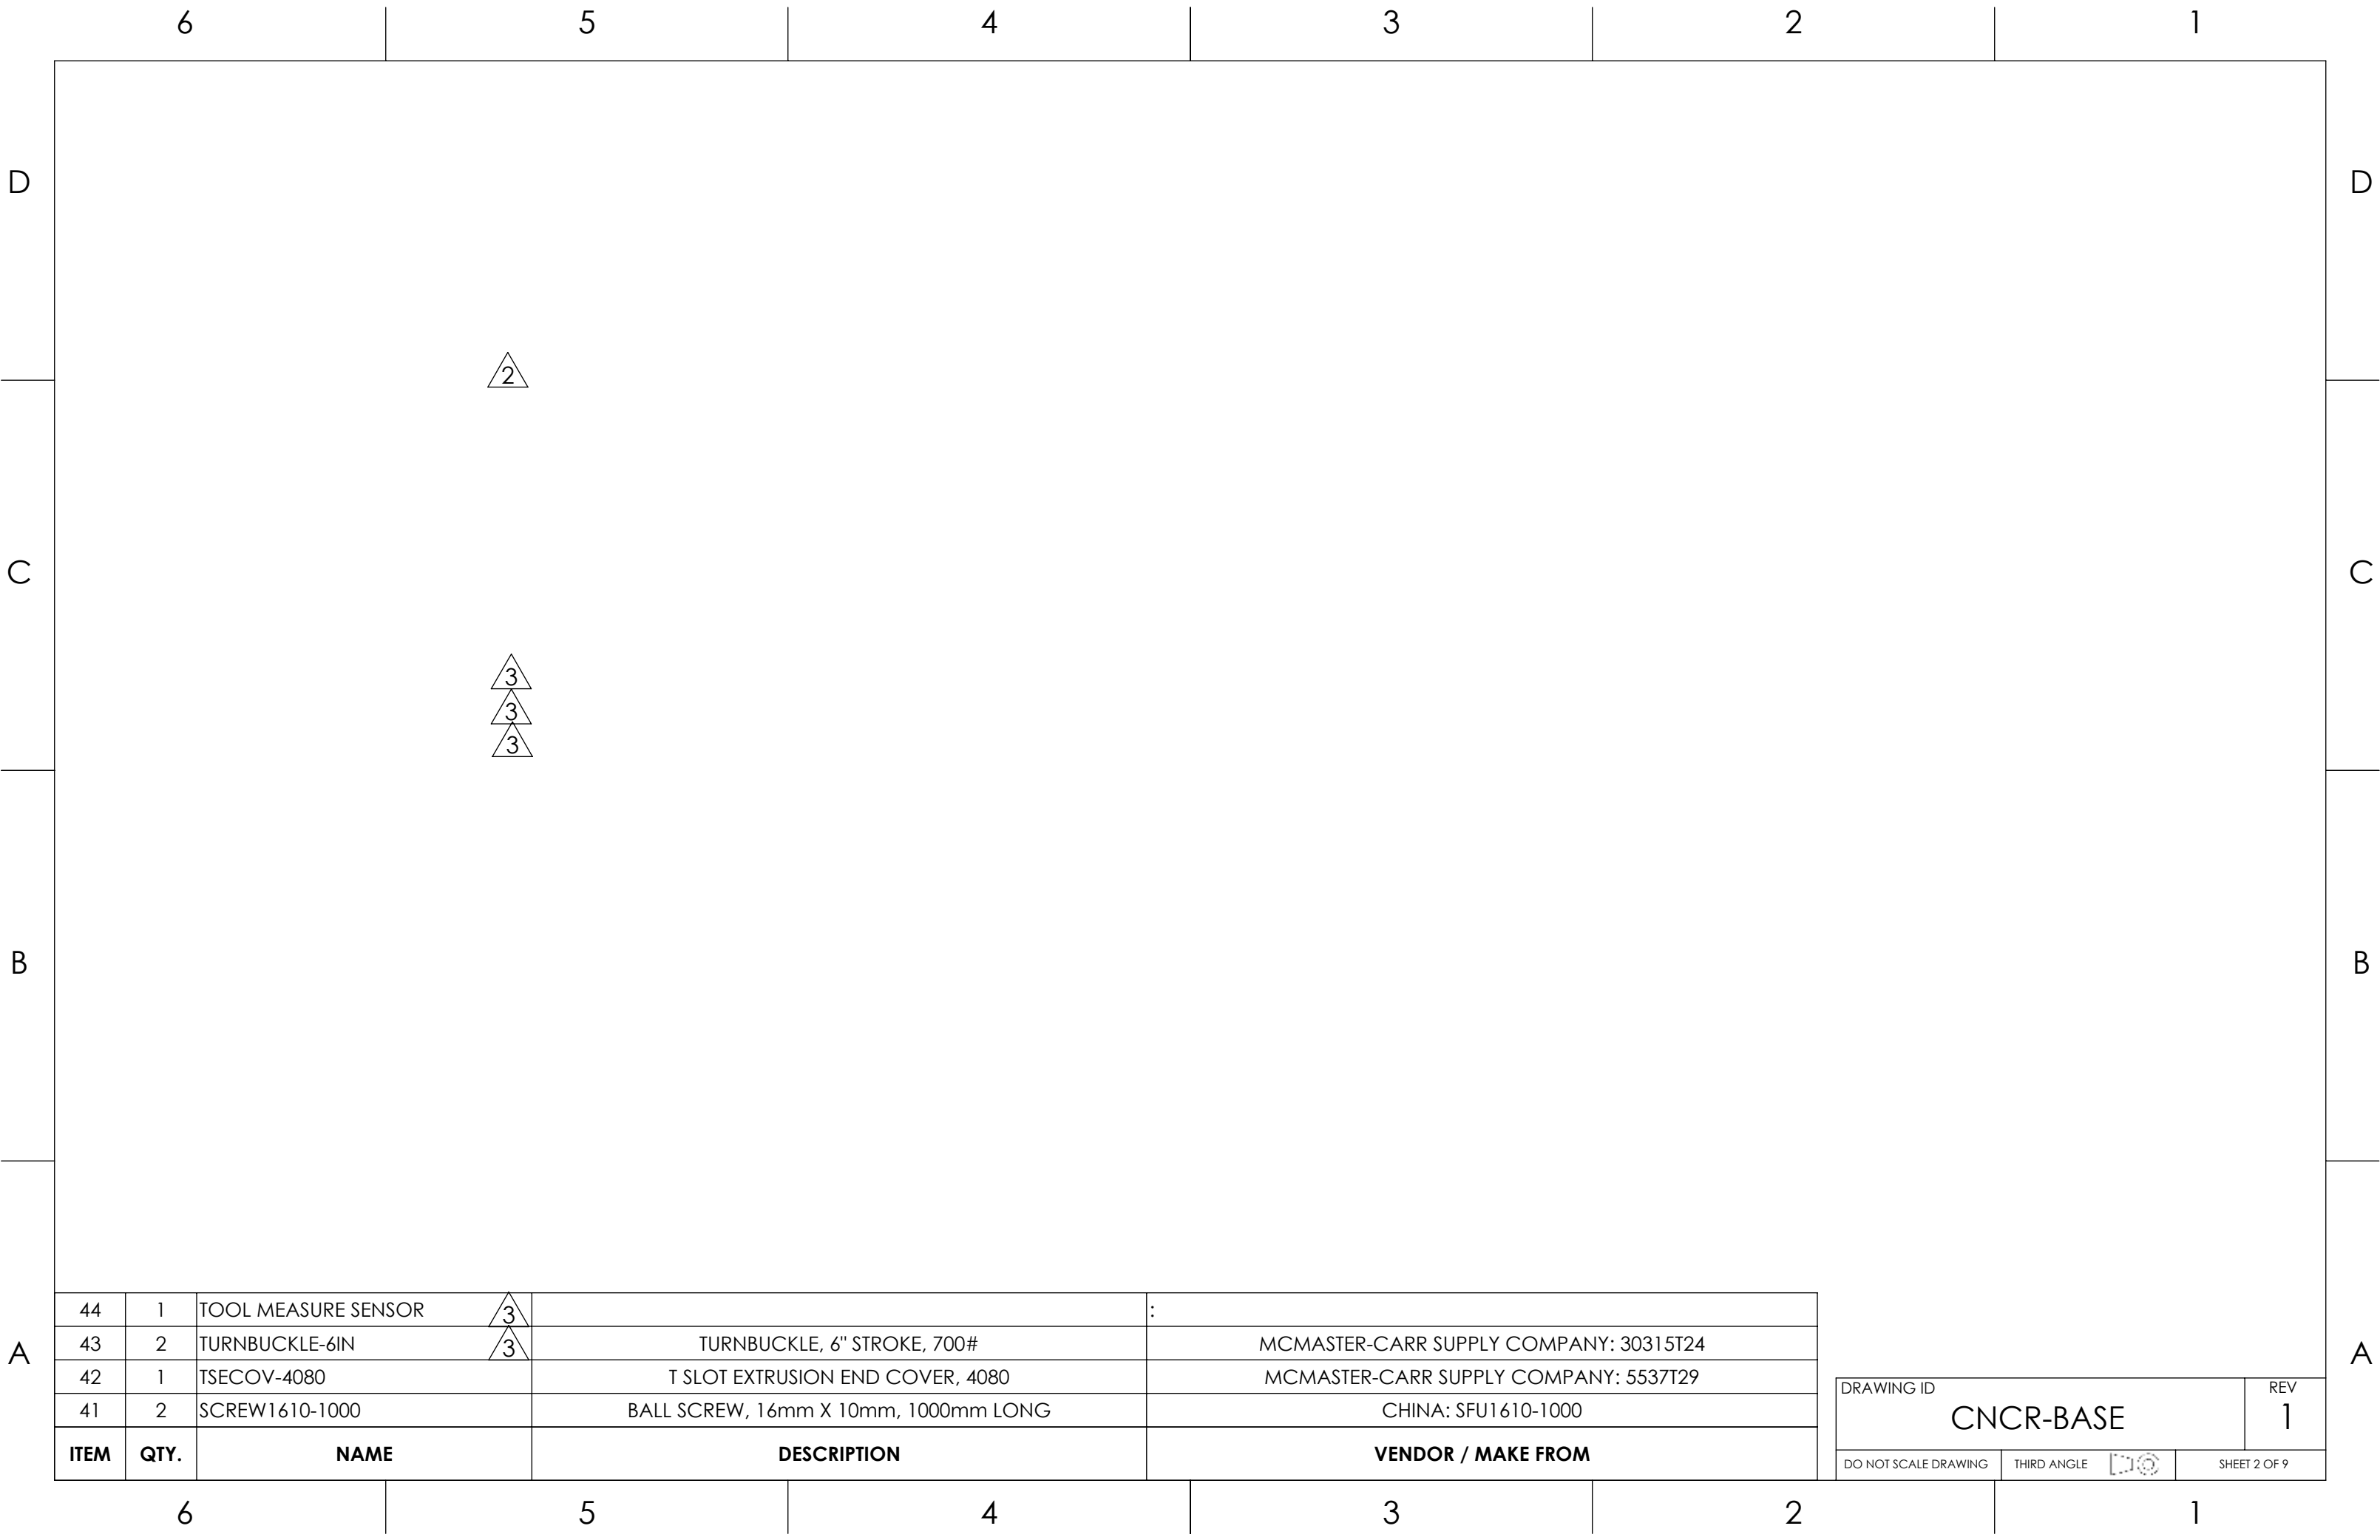 6 5 4 3 2 1
D D
2
C C
3
3
3
B B
44 1 TOOL MEASURE SENSOR 3 :
43 2 TURNBUCKLE-6IN 3 TURNBUCKLE, 6" STROKE, 700# MCMASTER-CARR SUPPLY COMPANY: 30315T24
A A
42 1 TSECOV-4080 T SLOT EXTRUSION END COVER, 4080 MCMASTER-CARR SUPPLY COMPANY: 5537T29
41 2 SCREW1610-1000 BALL SCREW, 16mm X 10mm, 1000mm LONG CHINA: SFU1610-1000
ITEM QTY. NAME DESCRIPTION VENDOR / MAKE FROM
DRAWING ID REV
CNCR-BASE 1
DO NOT SCALE DRAWING THIRD ANGLE SHEET 2 OF 9
6 5 4 3 2 1